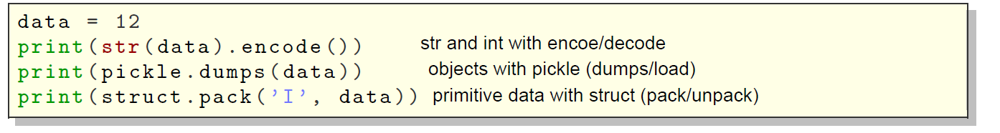 data = 12
print(str(data).encode()) str and int with encoe/decode
print(pickle.dumps(data)) objects with pickle (dumps/load)
print(struct.pack('I', data)) primitive data with struct (pack/unpack)